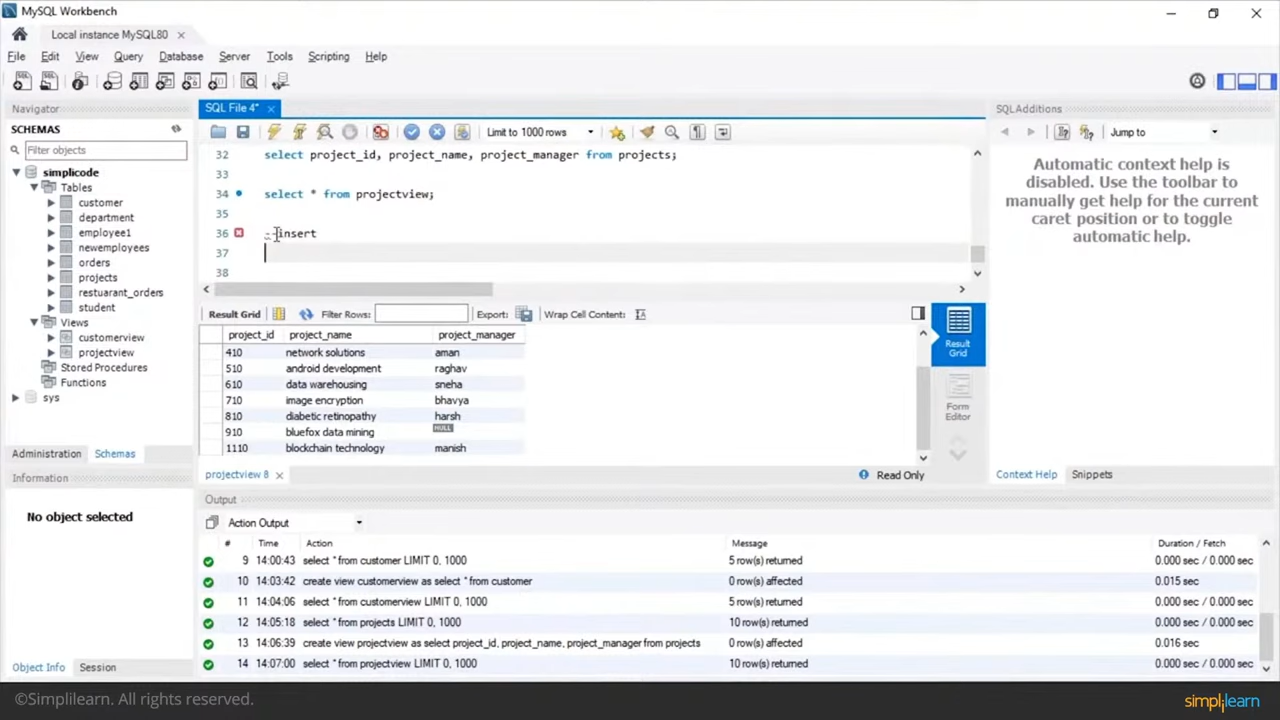 MySQL Workbench
Local instance MySQL80
File Edit View Query Database Server Tools Scripting Help
Navigator
SCHEMAS
Filter objects
simplicode
Tables
customer
department
employee1
newemployees
orders
projects
restuarant_orders
student
Views
customerview
projectview
Stored Procedures
Functions
sys
Administration Schemas
Information
No object selected
Object Info Session
SQL File 4*
Limit to 1000 rows
32 select project_id, project_name, project_manager from projects;
33
34 select * from projectview;
35
36 insert
37
38
Result Grid Filter Rows: Export: Wrap Cell Content:
project_id project_name project_manager
410 network solutions aman
510 android development raghav
610 data warehousing sneha
710 image encryption bhavya
810 diabetic retinopathy harsh
910 bluefox data mining NULL
1110 blockchain technology manish
Result
Grid
Form
Editor
projectview 8
Read Only
SQLAdditions
Jump to
Automatic context help is
disabled. Use the toolbar to
manually get help for the current
caret position or to toggle
automatic help.
Context Help Snippets
Output
Action Output
# Time Action Message Duration / Fetch
9 14:00:43 select * from customer LIMIT 0, 1000 5 row(s) returned 0.000 sec / 0.000 sec
10 14:03:42 create view customerview as select * from customer 0 row(s) affected 0.015 sec
11 14:04:06 select * from customerview LIMIT 0, 1000 5 row(s) returned 0.000 sec / 0.000 sec
12 14:05:18 select * from projects LIMIT 0, 1000 10 row(s) returned 0.000 sec / 0.000 sec
13 14:06:39 create view projectview as select project_id, project_name, project_manager from projects 0 row(s) affected 0.016 sec
14 14:07:00 select * from projectview LIMIT 0, 1000 10 row(s) returned 0.000 sec / 0.000 sec
©Simplilearn. All rights reserved.
simplilearn